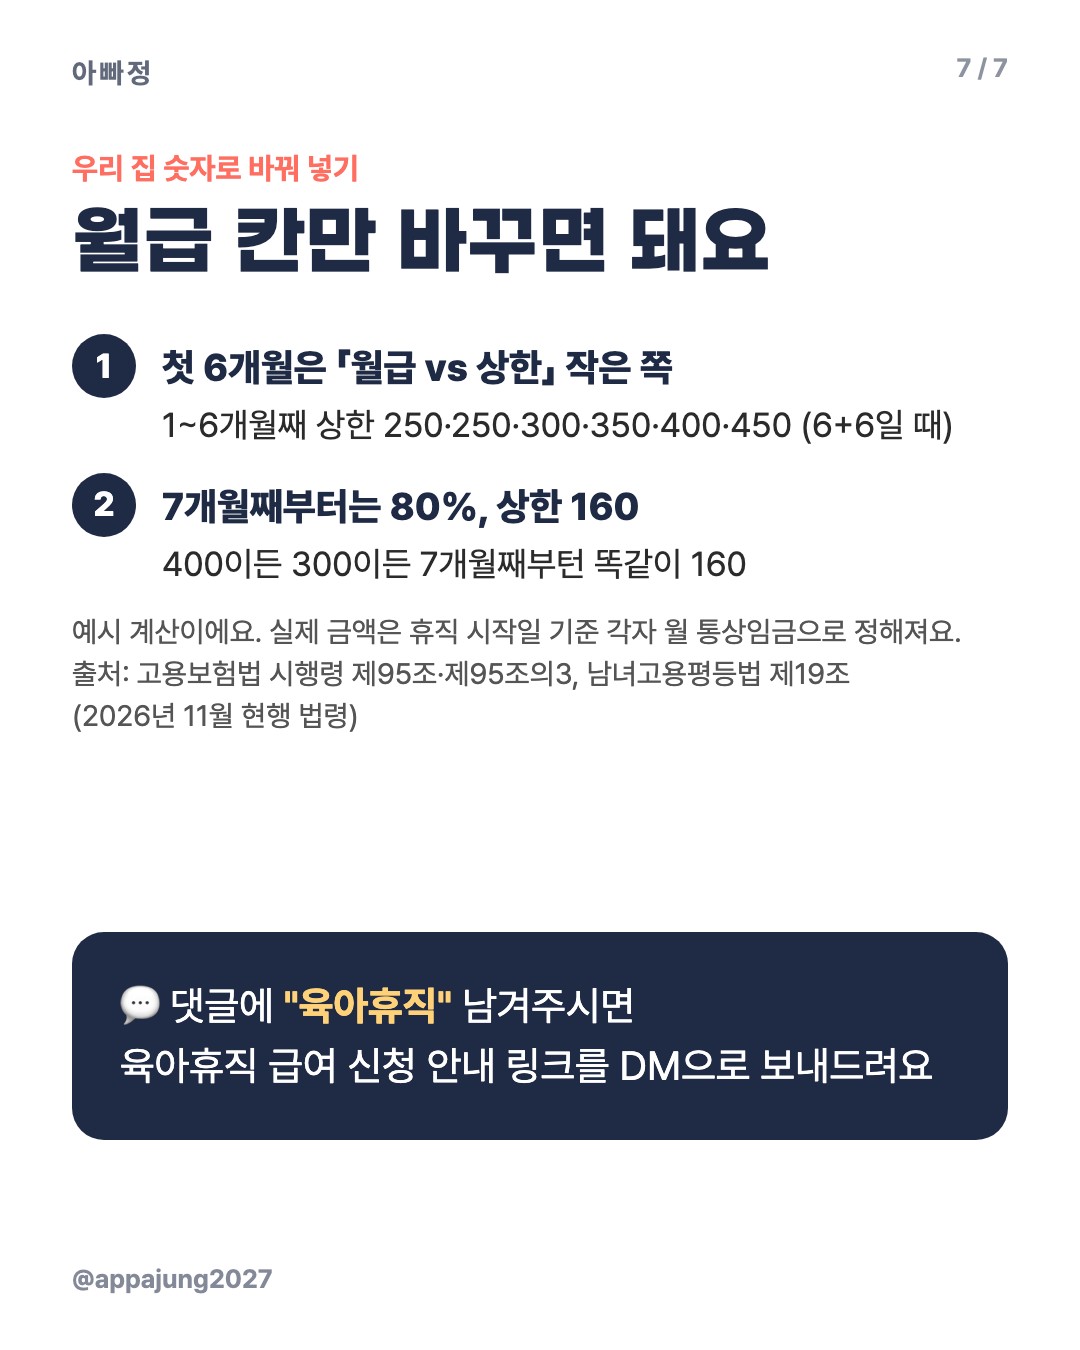 아빠정
7 / 7
우리 집 숫자로 바꿔 넣기
월급 칸만 바꾸면 돼요
1 첫 6개월은 「월급 vs 상한」 작은 쪽
1~6개월째 상한 250·250·300·350·400·450 (6+6일 때)
2 7개월째부터는 80%, 상한 160
400이든 300이든 7개월째부턴 똑같이 160
예시 계산이에요. 실제 금액은 휴직 시작일 기준 각자 월 통상임금으로 정해져요.
출처: 고용보험법 시행령 제95조·제95조의3, 남녀고용평등법 제19조
(2026년 11월 현행 법령)
💬 댓글에 "육아휴직" 남겨주시면
육아휴직 급여 신청 안내 링크를 DM으로 보내드려요
@appajung2027